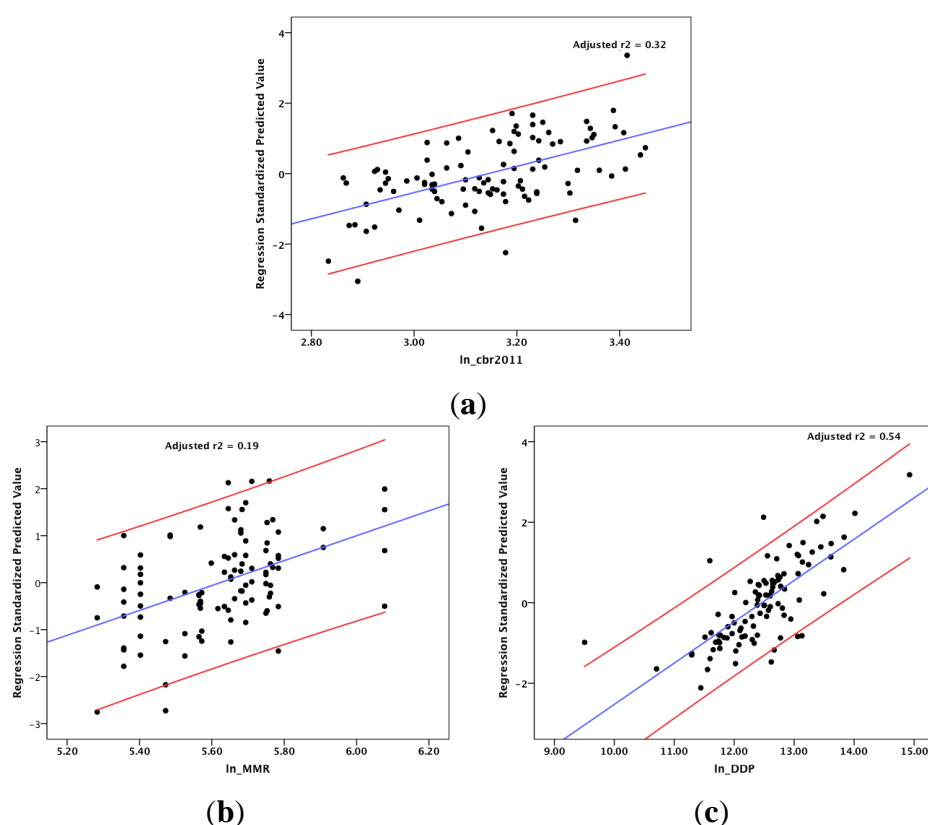 Adjusted r2 = 0.32
Regression Standardized Predicted Value
4
2
0
-2
-4
2.80 3.00 3.20 3.40
ln_cbr2011
(a)
Adjusted r2 = 0.19
Regression Standardized Predicted Value
3
2
1
0
-1
-2
-3
5.20 5.40 5.60 5.80 6.00 6.20
ln_MMR
(b)
Adjusted r2 = 0.54
Regression Standardized Predicted Value
4
2
0
-2
9.00 10.00 11.00 12.00 13.00 14.00 15.00
ln_DDP
(c)